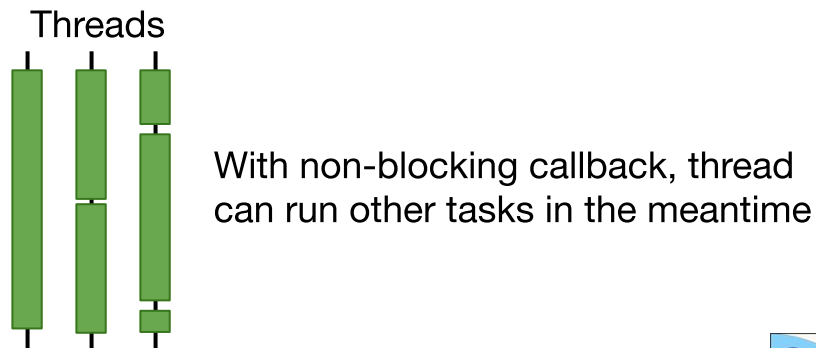 Threads
With non-blocking callback, thread
can run other tasks in the meantime